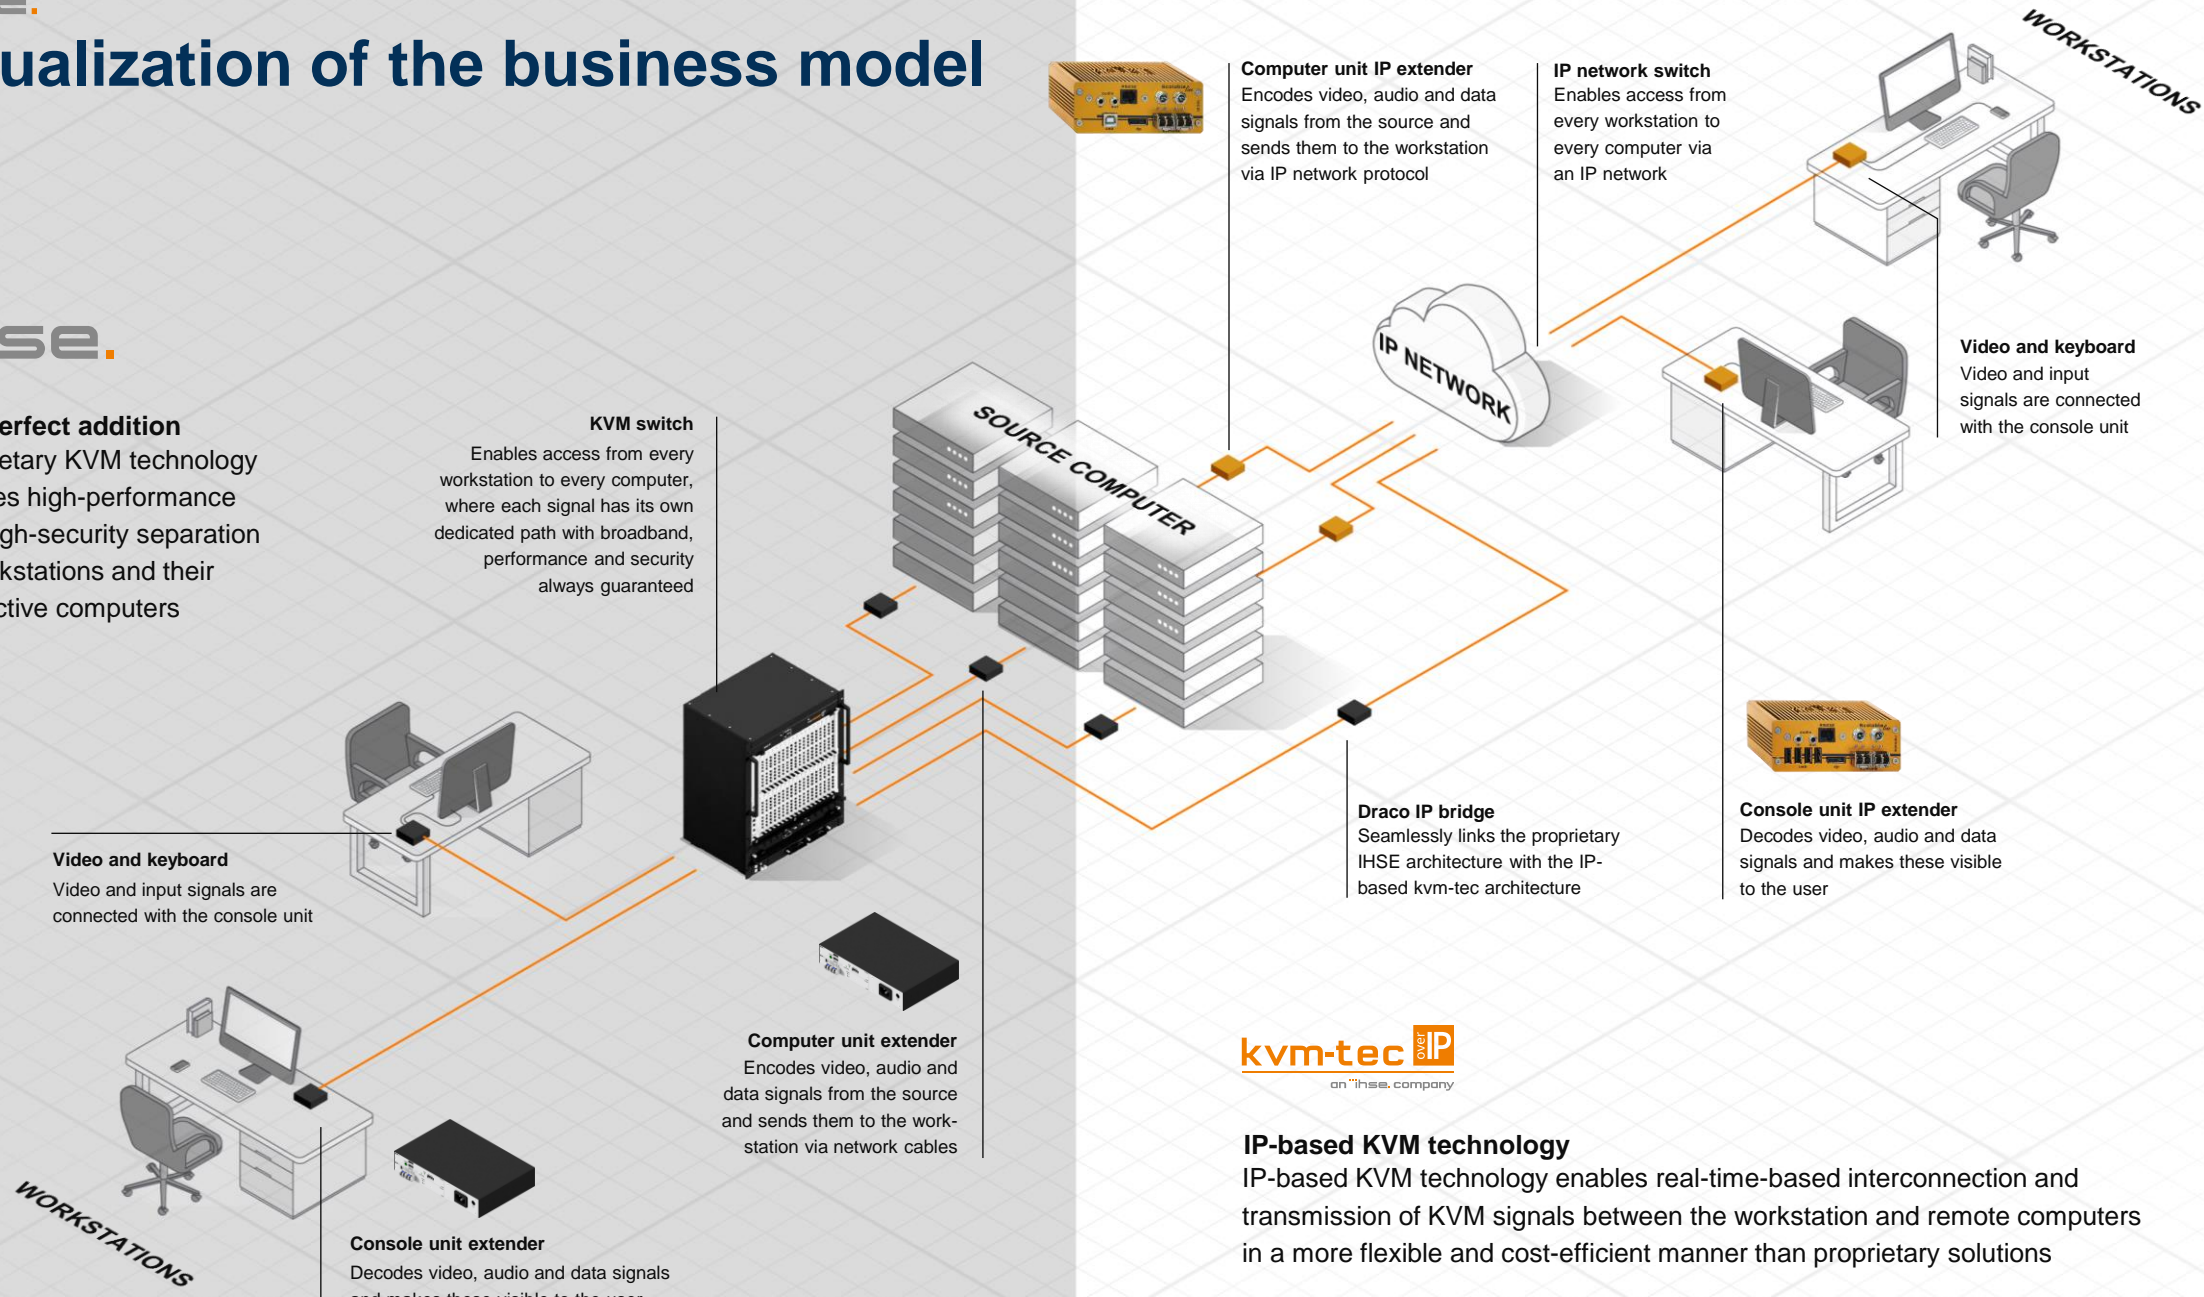 ualization of the business model
se.
erfect addition
etary KVM technology
es high-performance
gh-security separation
kstations and their
ctive computers
KVM switch
Enables access from every
workstation to every computer,
where each signal has its own
dedicated path with broadband,
performance and security
always guaranteed
Video and keyboard
Video and input signals are
connected with the console unit
Computer unit extender
Encodes video, audio and
data signals from the source
and sends them to the work-
station via network cables
WORKSTATIONS
Console unit extender
Decodes video, audio and data signals
and makes these visible to the user
SOURCE COMPUTER
Computer unit IP extender
Encodes video, audio and data
signals from the source and
sends them to the workstation
via IP network protocol
IP network switch
Enables access from
every workstation to
every computer via
an IP network
WORKSTATIONS
IP NETWORK
Video and keyboard
Video and input
signals are connected
with the console unit
Draco IP bridge
Seamlessly links the proprietary
IHSE architecture with the IP-
based kvm-tec architecture
Console unit IP extender
Decodes video, audio and data
signals and makes these visible
to the user
kvm-tec over IP
an ihse. company
IP-based KVM technology
IP-based KVM technology enables real-time-based interconnection and
transmission of KVM signals between the workstation and remote computers
in a more flexible and cost-efficient manner than proprietary solutions